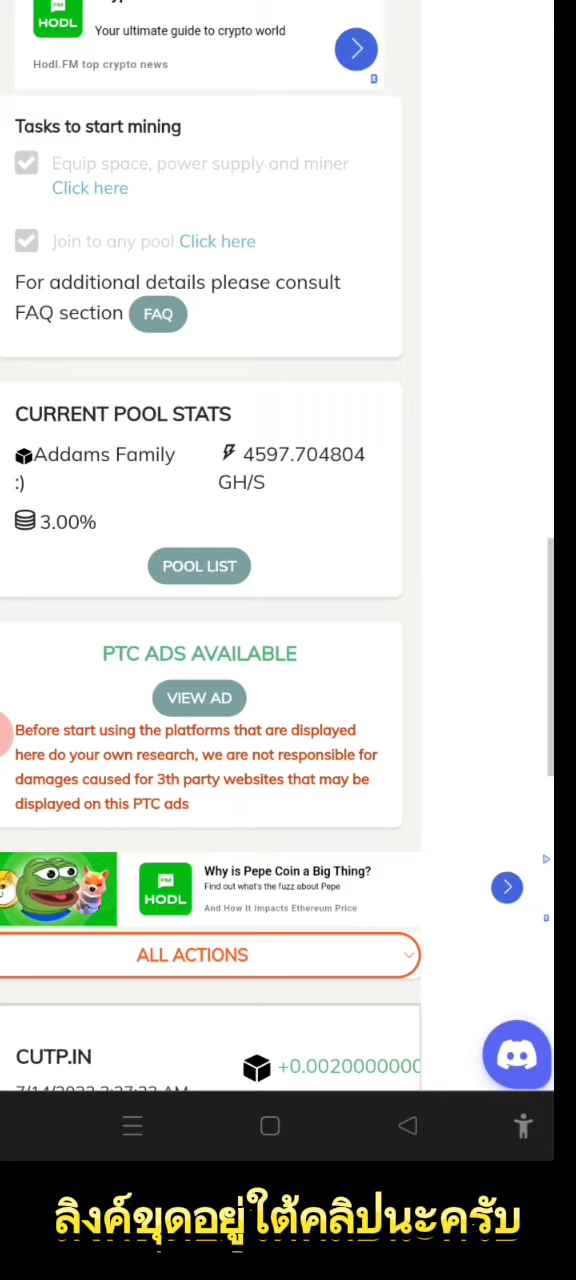 FM
HODL
Your ultimate guide to crypto world
Hodl.FM top crypto news
Tasks to start mining
Equip space, power supply and miner
Click here
Join to any pool Click here
For additional details please consult
FAQ section FAQ
CURRENT POOL STATS
Addams Family :)
4597.704804 GH/S
3.00%
POOL LIST
PTC ADS AVAILABLE
VIEW AD
Before start using the platforms that are displayed
here do your own research, we are not responsible for
damages caused for 3th party websites that may be
displayed on this PTC ads
FM
HODL
Why is Pepe Coin a Big Thing?
Find out what's the fuzz about Pepe
And How It Impacts Ethereum Price
ALL ACTIONS
CUTP.IN
+0.0020000000
ลิงค์ขุดอยู่ใต้คลิปนะครับ